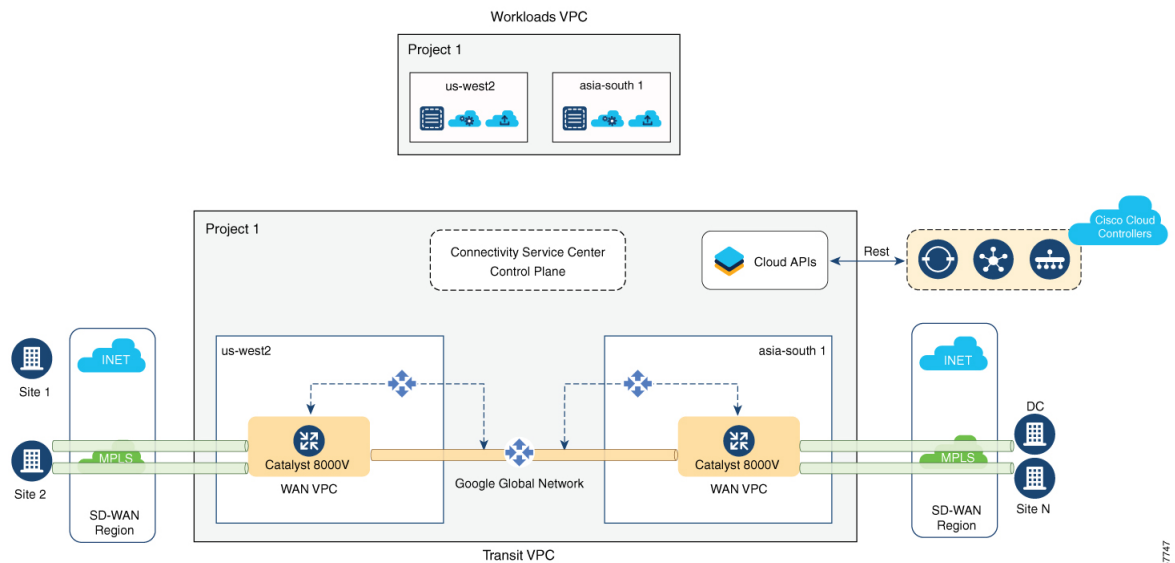 Workloads VPC
Project 1
us-west2
asia-south 1
Project 1
Connectivity Service Center
Control Plane
Cloud APIs
Rest
Cisco Cloud
Controllers
us-west2
asia-south 1
INET
INET
Site 1
DC
Catalyst 8000V
Catalyst 8000V
MPLS
MPLS
WAN VPC
Google Global Network
WAN VPC
Site 2
Site N
SD-WAN
Region
SD-WAN
Region
Transit VPC